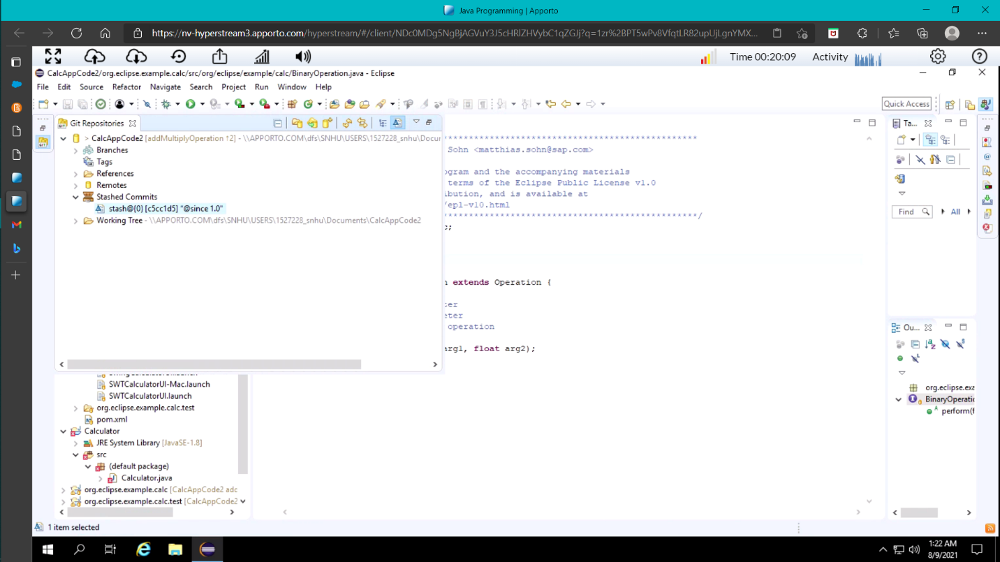 Java Programming | Apporto
https://nv-hyperstream3.apporto.com/hyperstream/#/client/NDc0MDg5NgBjAGVuY3J5cHRlZHVybC1qZGJj?q=1zr%2BPT5wPv8VfqtLR82upUjLgnYMX...
Time 00:20:09 Activity
CalcAppCode2/org.eclipse.example.calc/src/org/eclipse/example/calc/BinaryOperation.java - Eclipse
File Edit Source Refactor Navigate Search Project Run Window Help
Quick Access
Git Repositories
Ta...
CalcAppCode2 [addMultiplyOperation ↑2] - \\APPORTO.COM\dfs\SNHU\USERS\1527228_snhu\Docur
Branches
Tags
References
Remotes
Stashed Commits
stash@{0} [c5cc1d5] "@since 1.0"
Working Tree - \\APPORTO.COM\dfs\SNHU\USERS\1527228_snhu\Documents\CalcAppCode2
************************************************
Sohn <matthias.sohn@sap.com>
ogram and the accompanying materials
terms of the Eclipse Public License v1.0
ibution, and is available at
/epl-v10.html
*************************************************/
c;
n extends Operation {
ter
eter
operation
arg1, float arg2);
Find All
Ou...
org.eclipse.exa
BinaryOperatio
perform(f
SWTCalculatorUI-Mac.launch
SWTCalculatorUI.launch
org.eclipse.example.calc.test
pom.xml
Calculator
JRE System Library [JavaSE-1.8]
src
(default package)
Calculator.java
org.eclipse.example.calc [CalcAppCode2 adc
org.eclipse.example.calc.test [CalcAppCode2
1 item selected
1:22 AM
8/9/2021